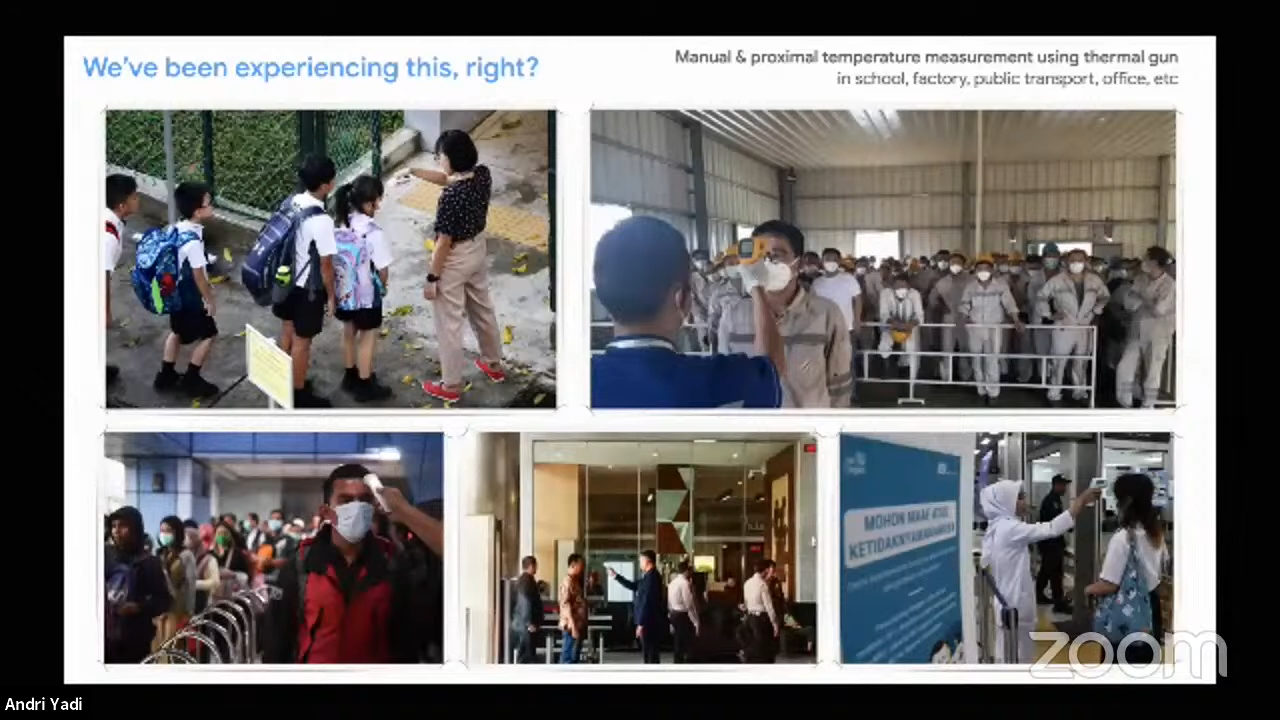 We've been experiencing this, right?
Manual & proximal temperature measurement using thermal gun
in school, factory, public transport, office, etc
MOHON MAAF ATAS
KETIDAKNYAMANAN
zoom
Andri Yadi